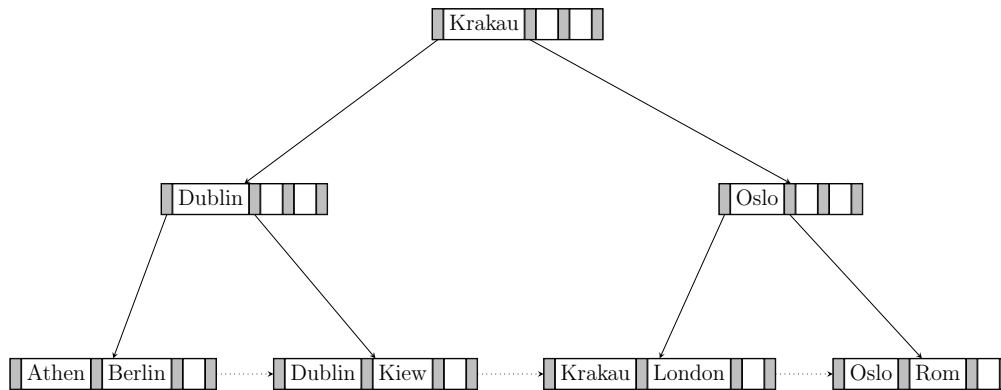 Krakau
Dublin Oslo
Athen Berlin Dublin Kiew Krakau London Oslo Rom